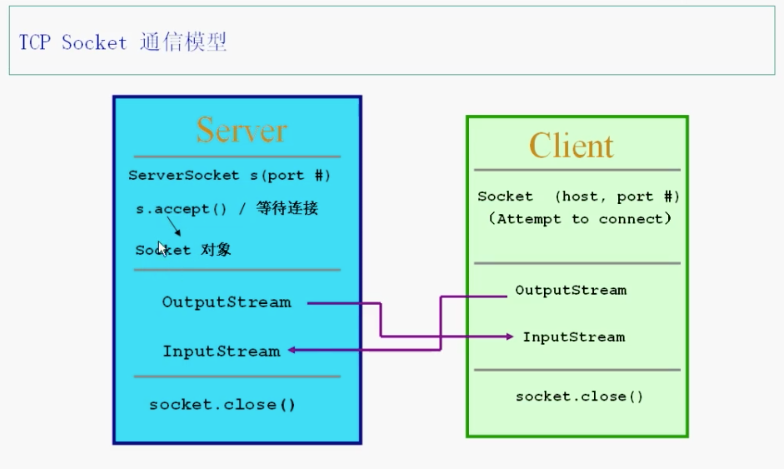 TCP Socket 通信模型
Server
ServerSocket s(port #)
s.accept() / 等待连接
Socket 对象
OutputStream
InputStream
socket.close()
Client
Socket (host, port #)
(Attempt to connect)
OutputStream
InputStream
socket.close()